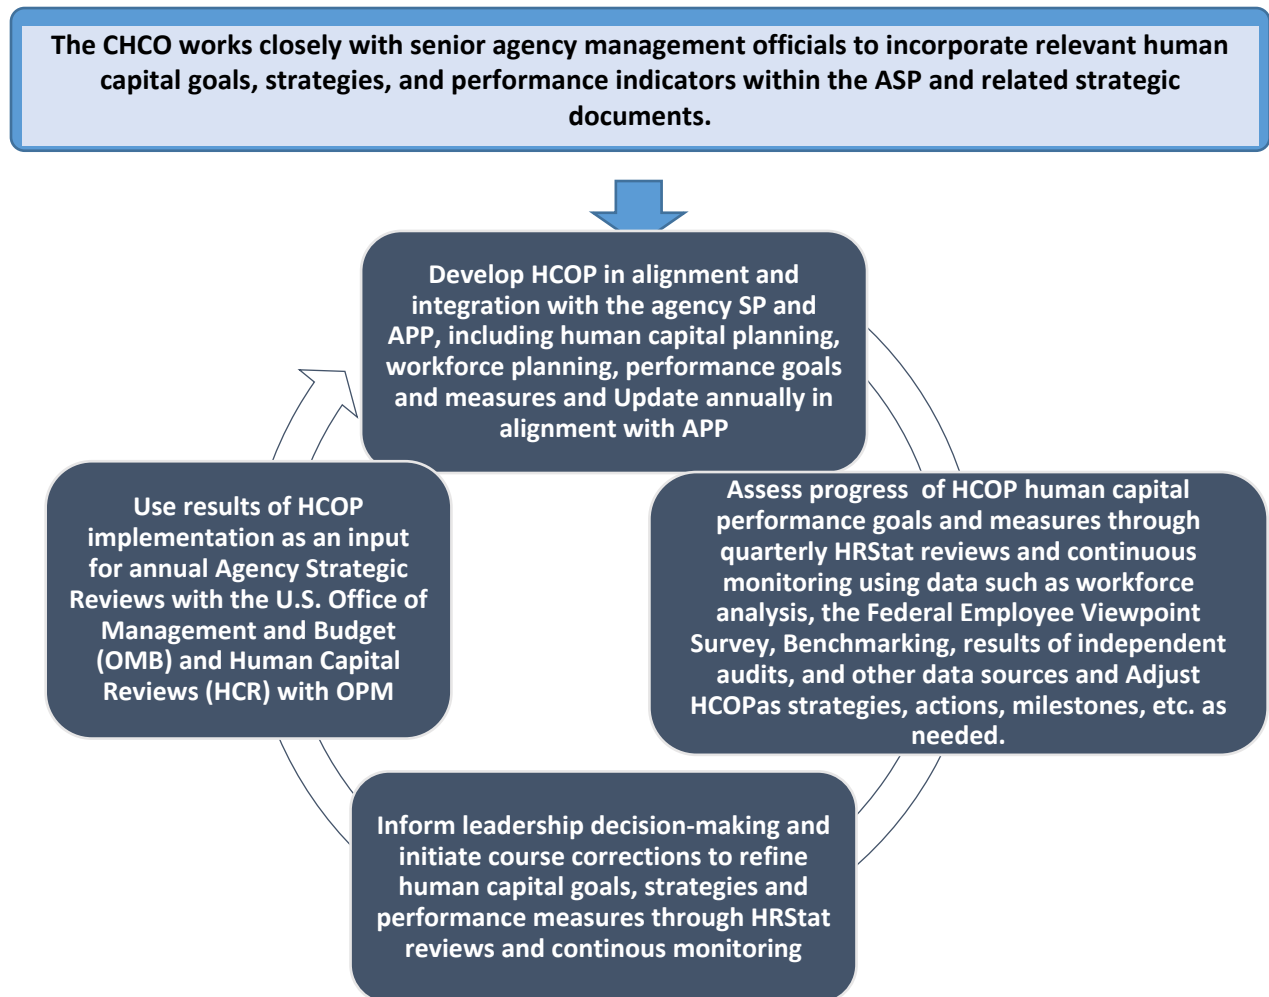 The CHCO works closely with senior agency management officials to incorporate relevant human
capital goals, strategies, and performance indicators within the ASP and related strategic
documents.
Develop HCOP in alignment and
integration with the agency SP and
APP, including human capital planning,
workforce planning, performance goals
and measures and Update annually in
alignment with APP
Assess progress  of HCOP human capital
performance goals and measures through
quarterly HRStat reviews and continuous
monitoring using data such as workforce
analysis, the Federal Employee Viewpoint
Survey, Benchmarking, results of independent
audits, and other data sources and Adjust
HCOPas strategies, actions, milestones, etc. as
needed.
Inform leadership decision-making and
initiate course corrections to refine
human capital goals, strategies and
performance measures through HRStat
reviews and continous monitoring
Use results of HCOP
implementation as an input
for annual Agency Strategic
Reviews with the U.S. Office of
Management and Budget
(OMB) and Human Capital
Reviews (HCR) with OPM